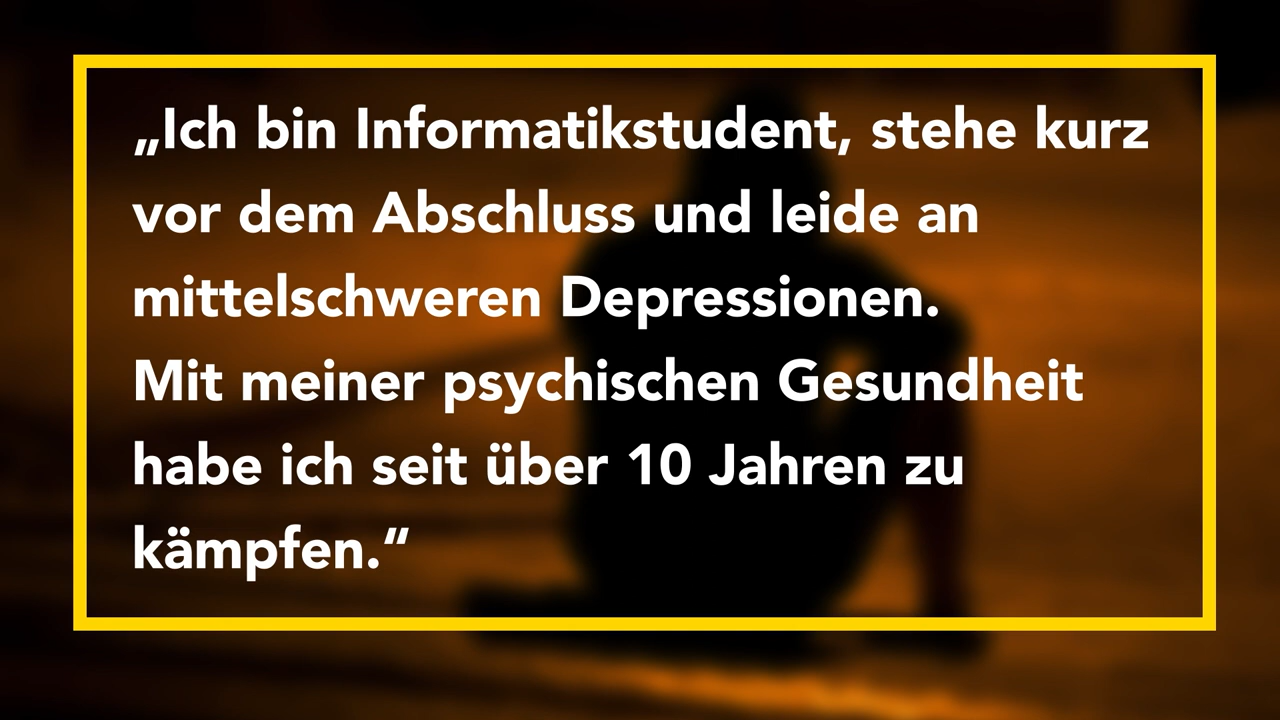 „Ich bin Informatikstudent, stehe kurz
vor dem Abschluss und leide an
mittelschweren Depressionen.
Mit meiner psychischen Gesundheit
habe ich seit über 10 Jahren zu
kämpfen.“